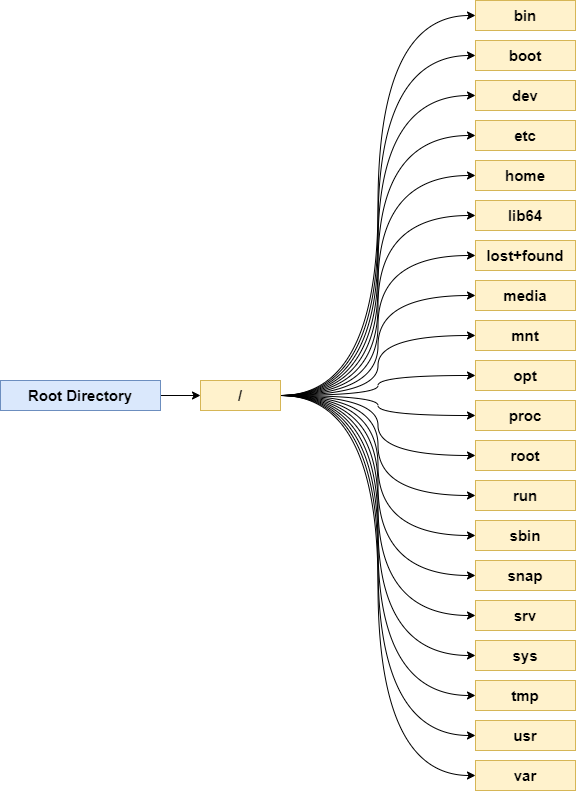 Root Directory
/
bin
boot
dev
etc
home
lib64
lost+found
media
mnt
opt
proc
root
run
sbin
snap
srv
sys
tmp
usr
var